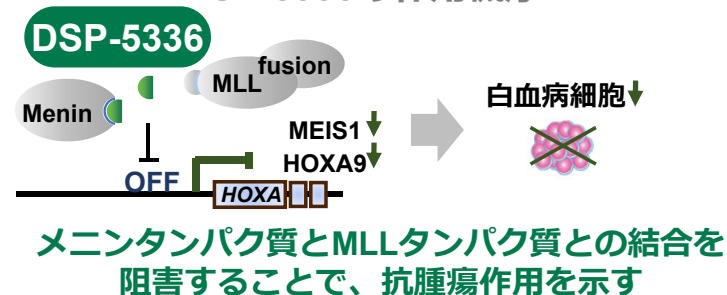 DSP-5336
fusion
MLL
Menin
MEIS1
HOXA9
白血病細胞
OFF
HOXA
メニンタンパク質とMLLタンパク質との結合を
阻害することで、抗腫瘍作用を示す